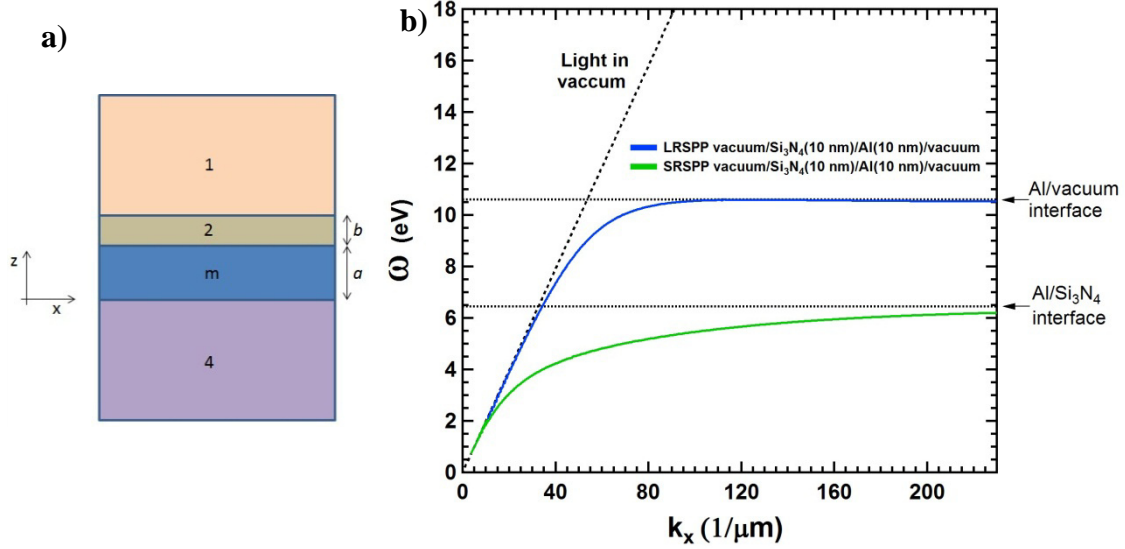 a)
1
2
b
m
a
4
z
x
b)
18
16
14
12
10
8
6
4
2
0
ω (eV)
Light in
vaccum
LRSPP vacuum/Si₃N₄(10 nm)/Al(10 nm)/vacuum
SRSPP vacuum/Si₃N₄(10 nm)/Al(10 nm)/vacuum
Al/vacuum
interface
Al/Si₃N₄
interface
0 40 80 120 160 200
kₓ (1/μm)